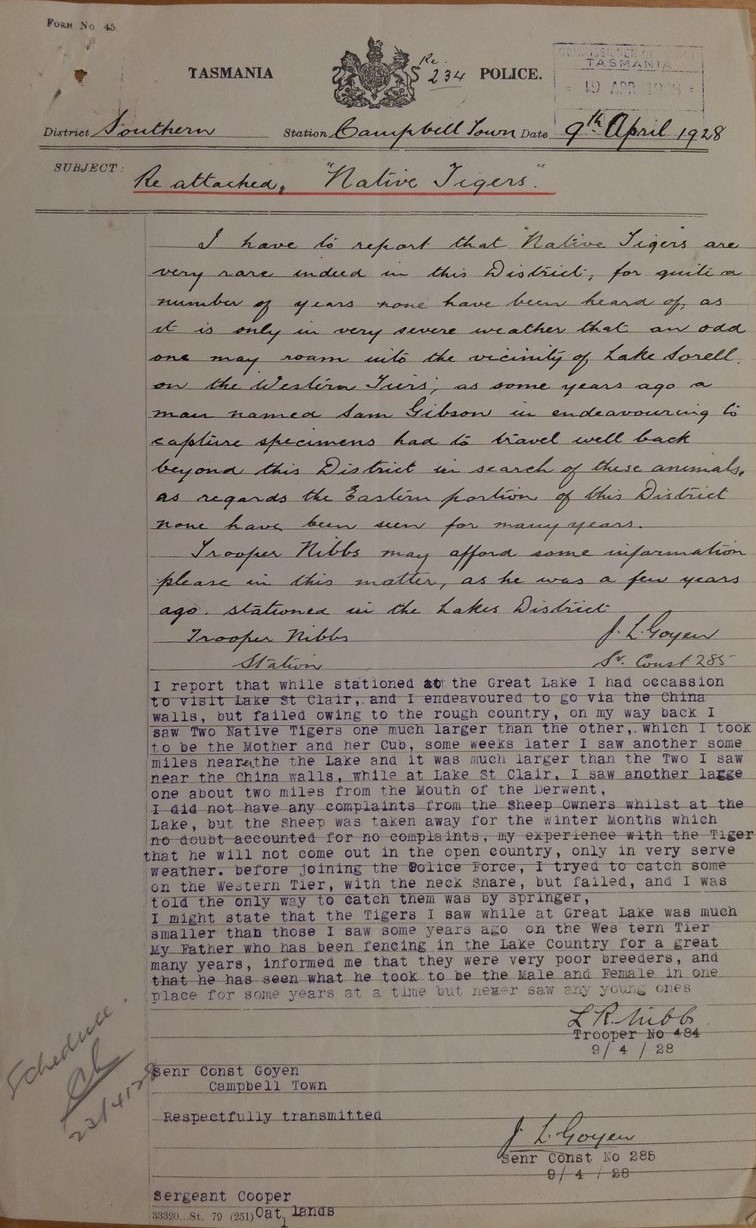 FORM No. 45.
TASMANIA
Re.
234
POLICE.
TASMANIA
19 APR
District Southern Station Campbell Town Date 9th April 1928
SUBJECT: Re attached, "Native Tigers."
I have to report that "Native Tigers are
very rare indeed in this District, for quite a
number of years none have been heard of, as
it is only in very severe weather that an odd
one may roam into the vicinity of Lake Sorell.
on the Western Tiers; as some years ago a
man named Sam Gibson in endeavouring to
capture specimens had to travel well back
beyond this District in search of these animals.
as regards the Eastern portion of this District
none have been seen for many years.
Trooper Nibbs may afford some information
please in this matter, as he was a few years
ago. stationed in the Lakes District
Trooper Nibbs J. L. Goyen
Station Sr. Const 285
I report that while stationed at the Great Lake I had occassion
to visit Lake St Clair, and I endeavoured to go via the China
walls, but failed owing to the rough country, on my way back I
saw Two Native Tigers one much larger than the other,. which I took
to be the Mother and her Cub, some weeks later I saw another some
miles near the the Lake and it was much larger than the Two I saw
near the China walls, while at Lake St Clair, I saw another large
one about two miles from the Mouth of the Derwent,
I did not have any complaints from the Sheep Owners whilst at the
Lake, but the Sheep was taken away for the winter Months which
no doubt accounted for no complaints, my experience with the Tiger
that he will not come out in the open country, only in very serve
weather. before joining the Police Force, I tryed to catch some
on the Western Tier, with the neck Snare, but failed, and I was
told the only way to catch them was by springer,
I might state that the Tigers I saw while at Great Lake was much
smaller than those I saw some years ago on the Wes tern Tier
My Father who has been fencing in the Lake Country for a great
many years, informed me that they were very poor breeders, and
that he has seen what he took to be the Male and Female in one
place for some years at a time but never saw any young ones
L R Nibbs
Trooper No 484
9/ 4 / 28
Schedule
23/4/28
Senr Const Goyen
Campbell Town
Respectfully transmitted
J. L. Goyen
Senr Const No 285
9/ 4 / 28
Sergeant Cooper
33320...St. 79 (251) Oat lands